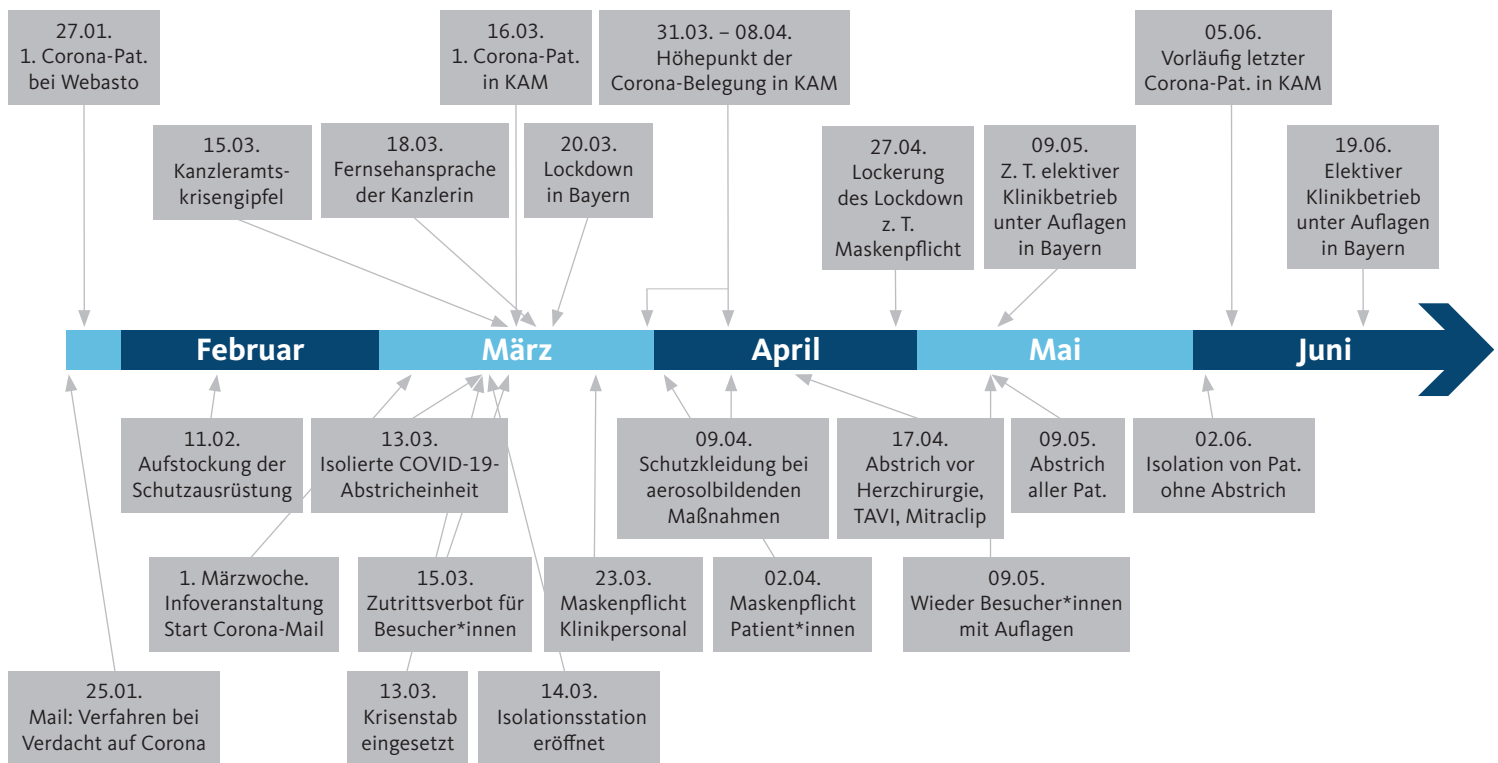 27.01.
1. Corona-Pat.
bei Webasto
16.03.
1. Corona-Pat.
in KAM
31.03. – 08.04.
Höhepunkt der
Corona-Belegung in KAM
05.06.
Vorläufig letzter
Corona-Pat. in KAM
15.03.
Kanzleramts-
krisengipfel
18.03.
Fernsehansprache
der Kanzlerin
20.03.
Lockdown
in Bayern
27.04.
Lockerung
des Lockdown
z. T.
Maskenpflicht
09.05.
Z. T. elektiver
Klinikbetrieb
unter Auflagen
in Bayern
19.06.
Elektiver
Klinikbetrieb
unter Auflagen
in Bayern
Februar
März
April
Mai
Juni
11.02.
Aufstockung der
Schutzausrüstung
13.03.
Isolierte COVID-19-
Abstricheinheit
09.04.
Schutzkleidung bei
aerosolbildenden
Maßnahmen
17.04.
Abstrich vor
Herzchirurgie,
TAVI, Mitraclip
09.05.
Abstrich
aller Pat.
02.06.
Isolation von Pat.
ohne Abstrich
1. Märzwoche.
Infoveranstaltung
Start Corona-Mail
15.03.
Zutrittsverbot für
Besucher*innen
23.03.
Maskenpflicht
Klinikpersonal
02.04.
Maskenpflicht
Patient*innen
09.05.
Wieder Besucher*innen
mit Auflagen
25.01.
Mail: Verfahren bei
Verdacht auf Corona
13.03.
Krisenstab
eingesetzt
14.03.
Isolationsstation
eröffnet